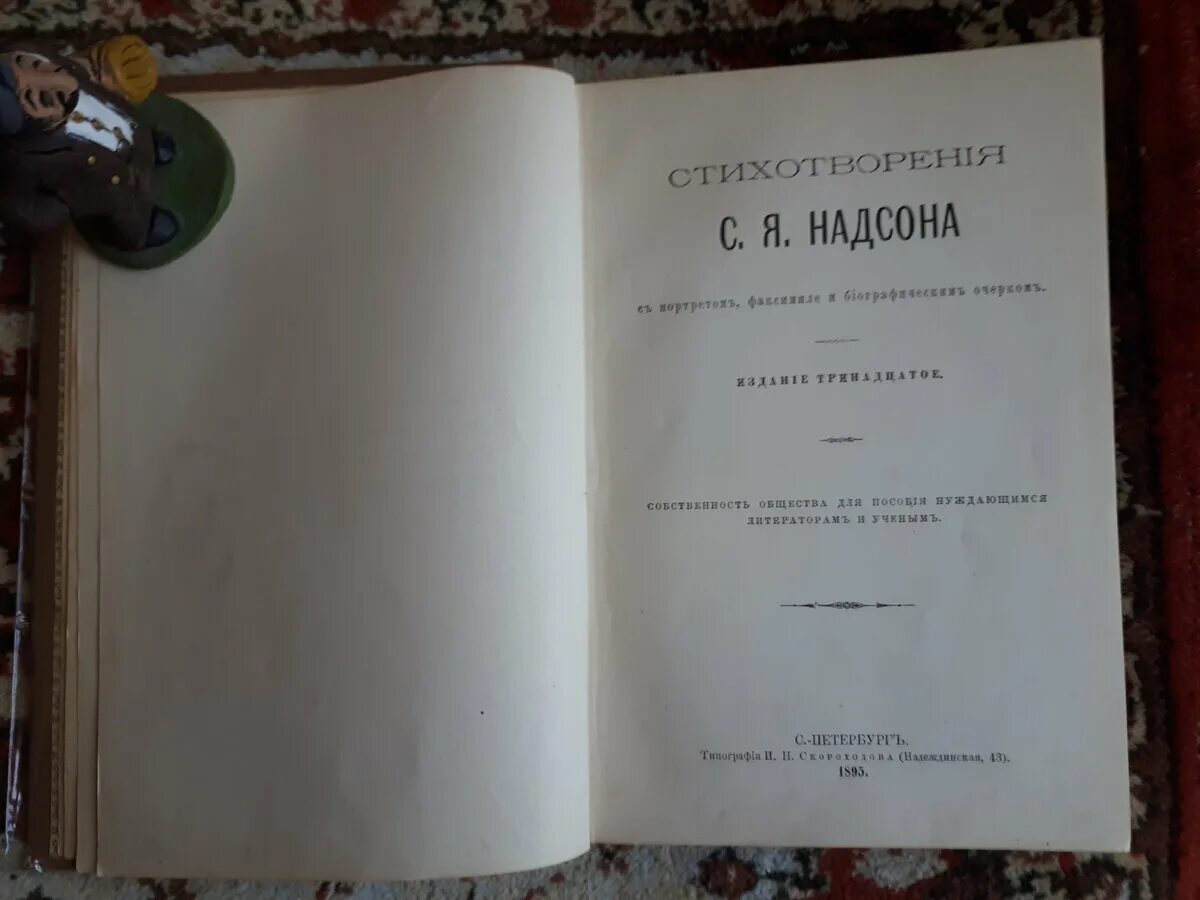 СТИХОТВОРЕНІЯ
С. Я. НАДСОНА
съ портретомъ, факсимиле и біографическимъ очеркомъ.
ИЗДАНІЕ ТРИНАДЦАТОЕ.
СОБСТВЕННОСТЬ ОБЩЕСТВА ДЛЯ ПОСОБІЯ НУЖДАЮЩИМСЯ
ЛИТЕРАТОРАМЪ И УЧЕНЫМЪ.
С.-ПЕТЕРБУРГЪ.
Типографія И. Н. Скороходова (Надеждинская, 43).
1895.